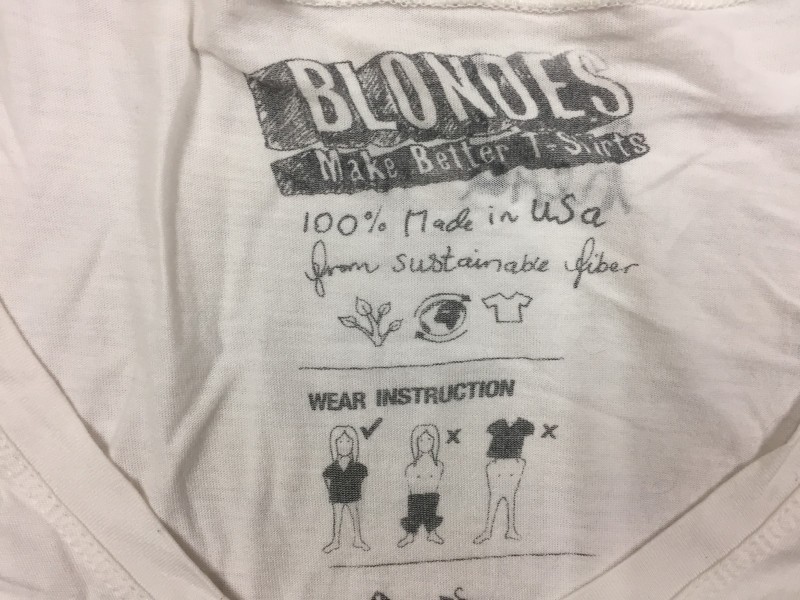 BLONDES
Make Better T-Shirts
100% Made in USa
from sustainable fiber
WEAR INSTRUCTION